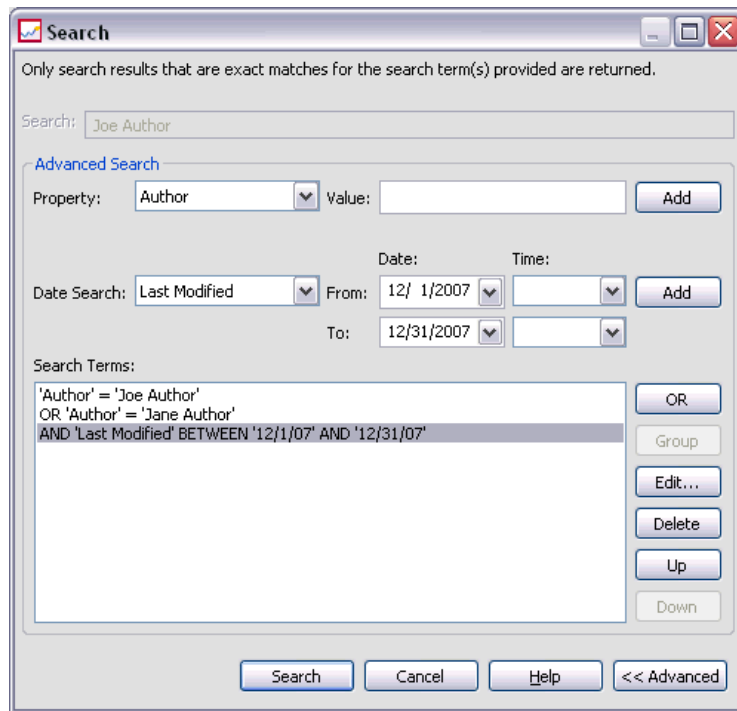 Search
Only search results that are exact matches for the search term(s) provided are returned.
Search: Joe Author
Advanced Search
Property: Author Value: Add
Date: Time:
Date Search: Last Modified From: 12/ 1/2007 Add
To: 12/31/2007
Search Terms:
'Author' = 'Joe Author'
OR 'Author' = 'Jane Author'
AND 'Last Modified' BETWEEN '12/1/07' AND '12/31/07'
OR
Group
Edit...
Delete
Up
Down
Search Cancel Help << Advanced